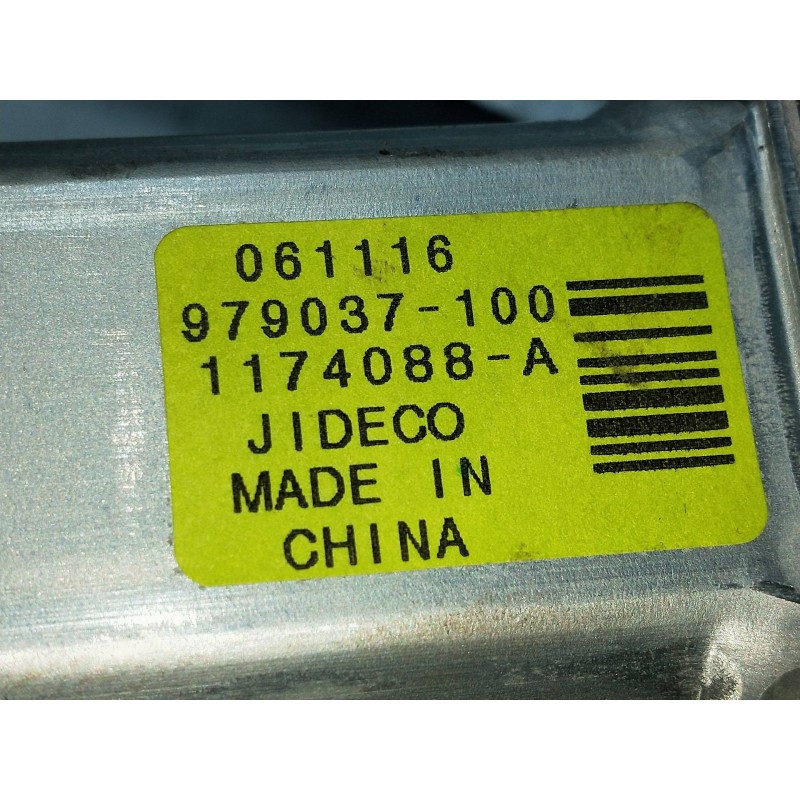 061116
979037-100
1174088-A
JIDECO
MADE IN
CHINA